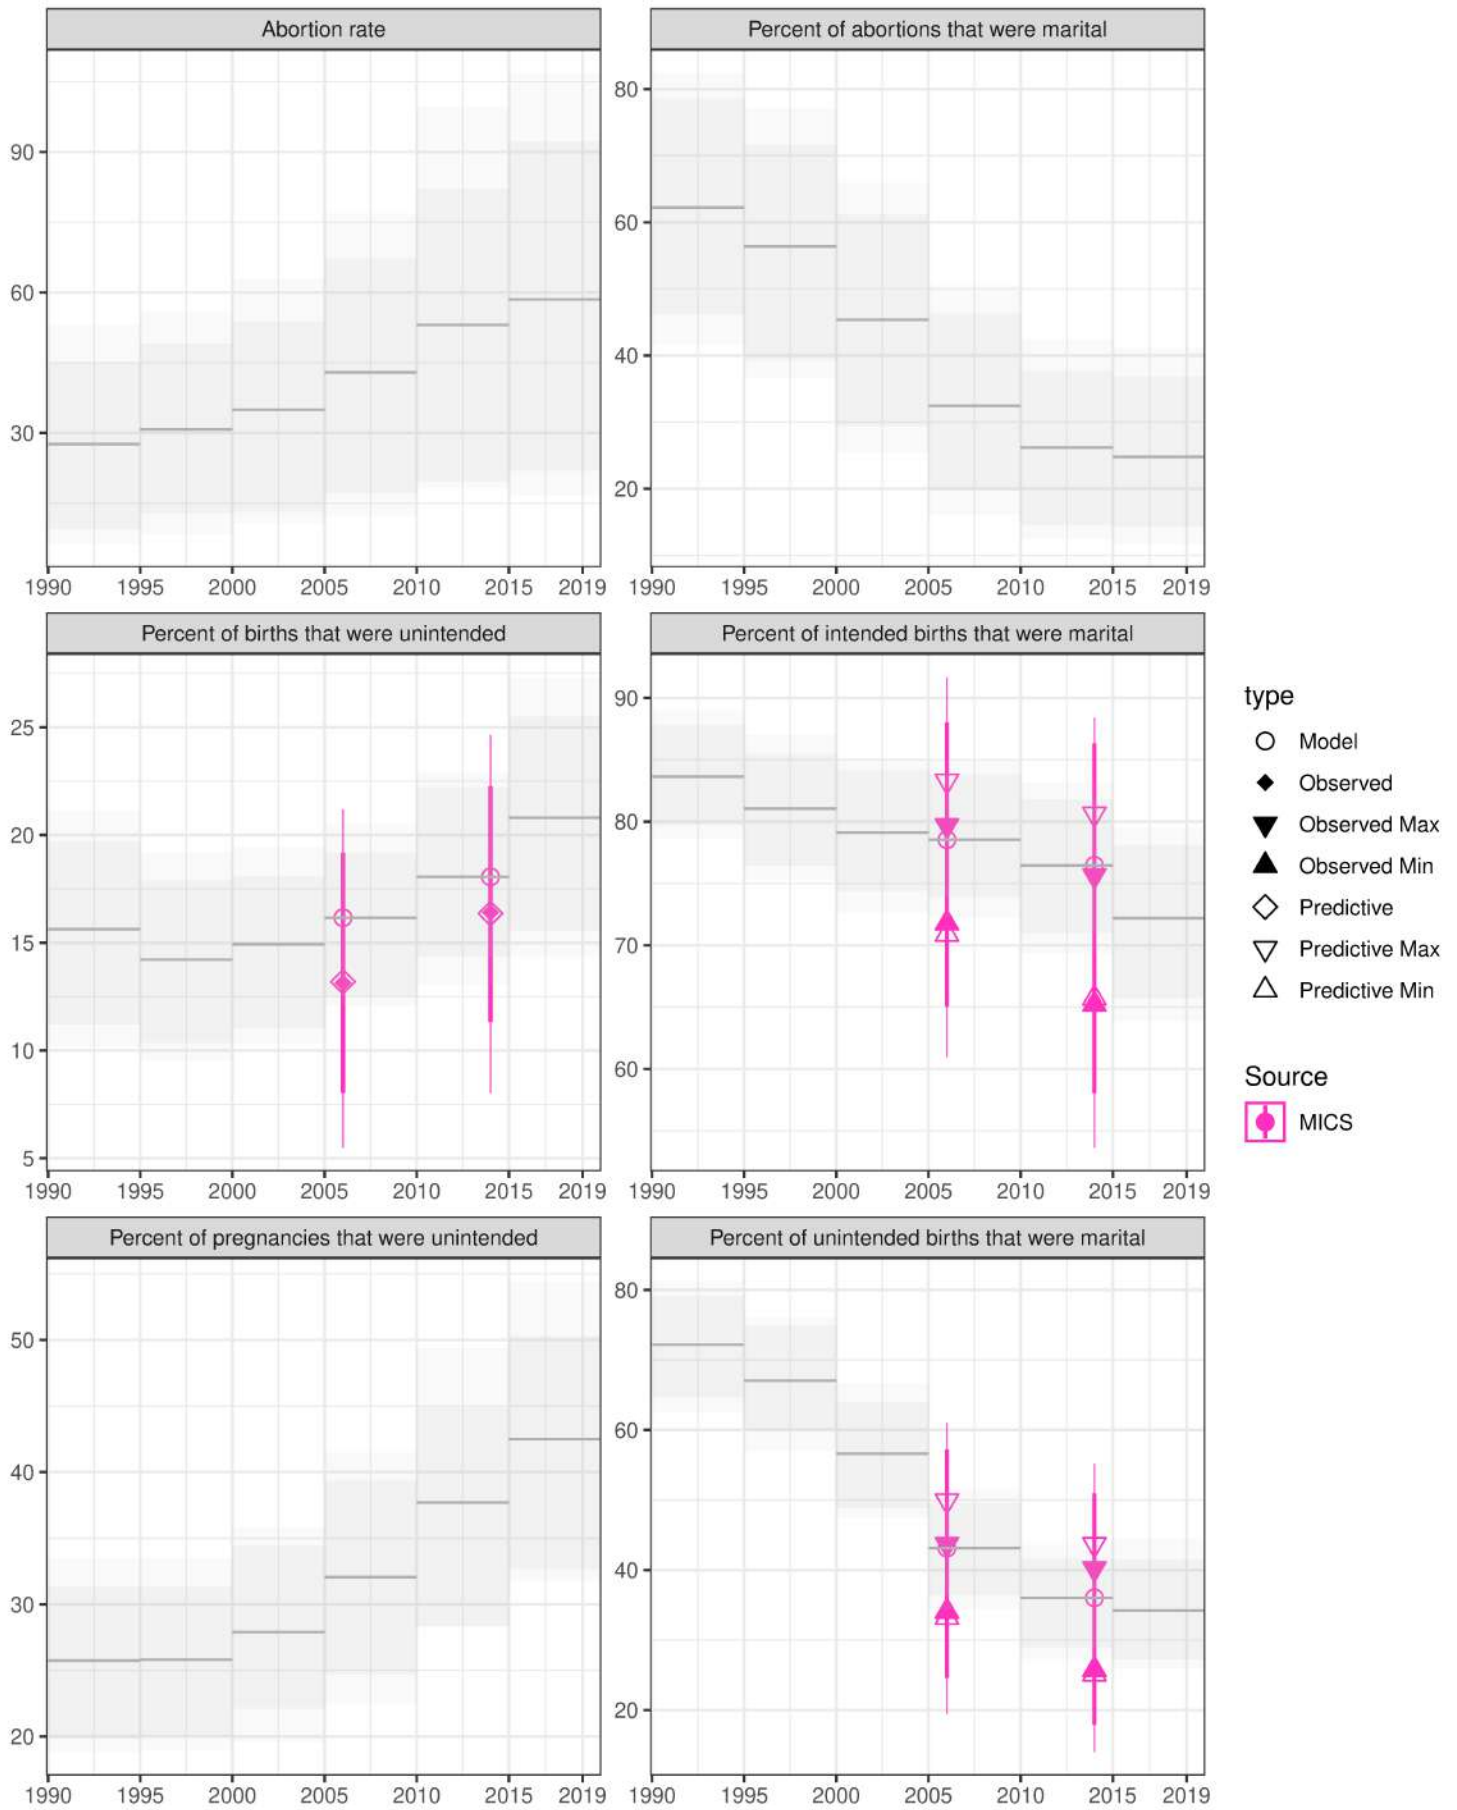 Abortion rate
Percent of abortions that were marital
90
60
30
80
60
40
20
1990 1995 2000 2005 2010 2015 2019
1990 1995 2000 2005 2010 2015 2019
Percent of births that were unintended
Percent of intended births that were marital
25
20
15
10
5
90
80
70
60
1990 1995 2000 2005 2010 2015 2019
1990 1995 2000 2005 2010 2015 2019
type
Model
Observed
Observed Max
Observed Min
Predictive
Predictive Max
Predictive Min
Source
MICS
Percent of pregnancies that were unintended
Percent of unintended births that were marital
50
40
30
20
80
60
40
20
1990 1995 2000 2005 2010 2015 2019
1990 1995 2000 2005 2010 2015 2019